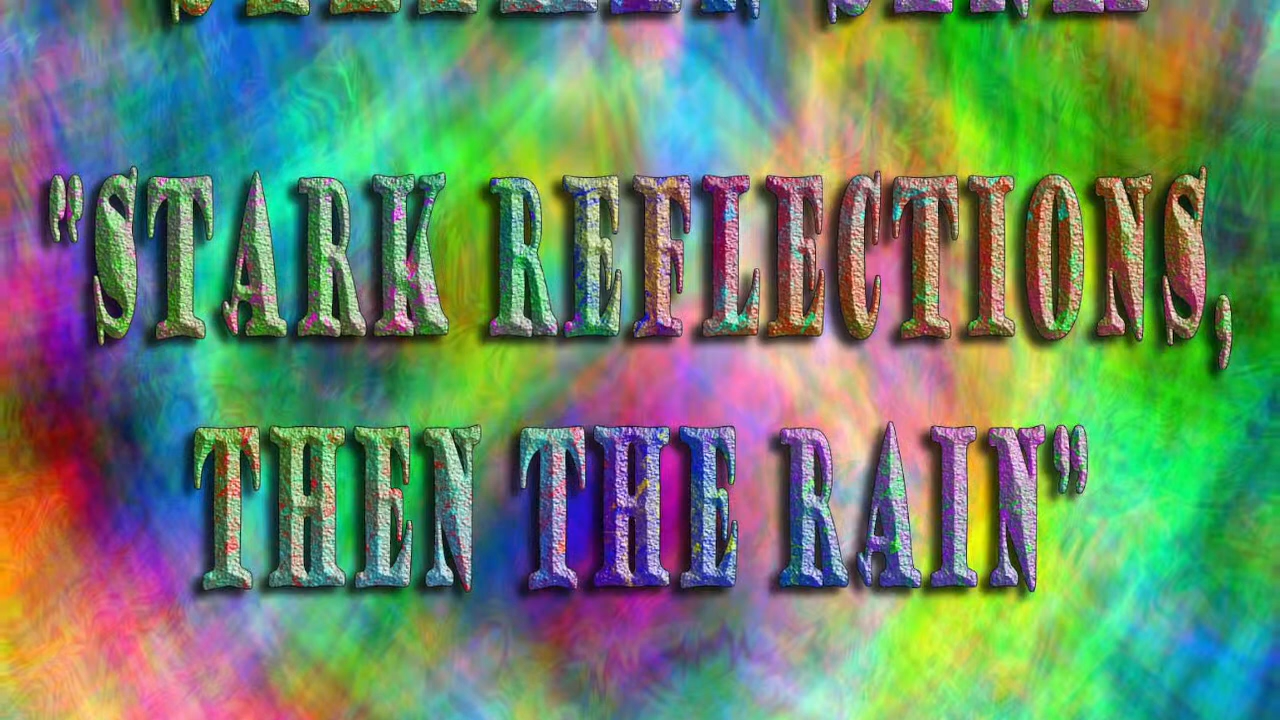 "STARK REFLECTIONS,
THEN THE RAIN"